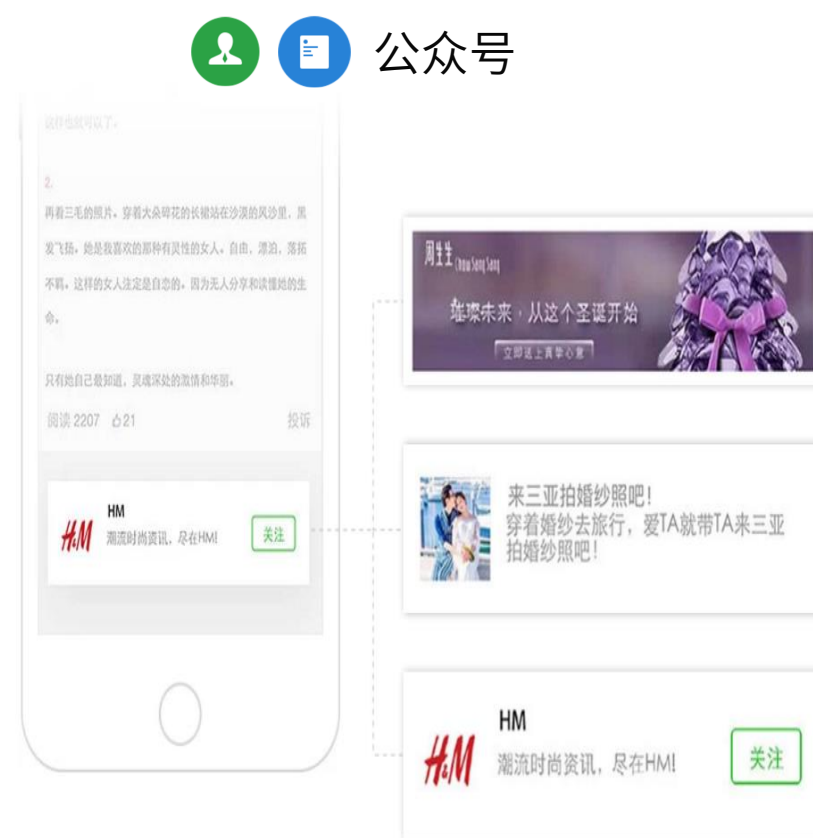 公众号
这样也就可以了。
2.
再看三毛的照片。穿着大朵碎花的长裙站在沙漠的风沙里，黑
发飞扬。她是我喜欢的那种有灵性的女人。自由、漂泊、落拓
不羁。这样的女人注定是自恋的。因为无人分享和读懂她的生
命。
只有她自己最知道，灵魂深处的激情和华丽。
阅读 2207 21 投诉
H&M
HM
潮流时尚资讯，尽在HM!
关注
周生生 Chow Sang Sang
璀璨未来·从这个圣诞开始
立即送上真挚心意
来三亚拍婚纱照吧！
穿着婚纱去旅行，爱TA就带TA来三亚
拍婚纱照吧！
H&M
HM
潮流时尚资讯，尽在HM!
关注